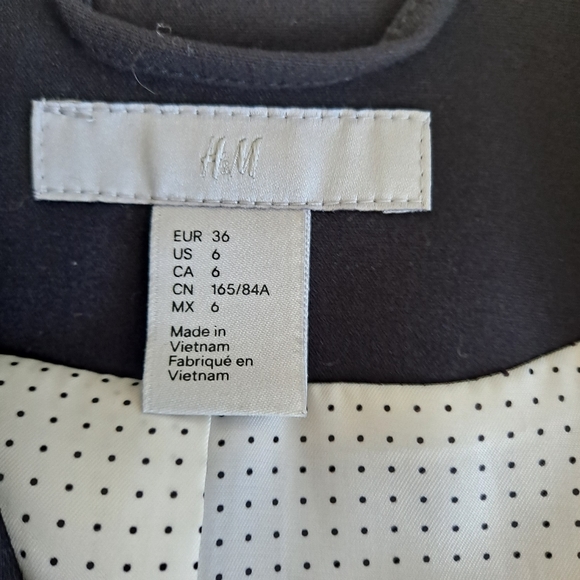 H&M
EUR 36
US 6
CA 6
CN 165/84A
MX 6
Made in
Vietnam
Fabriqué en
Vietnam